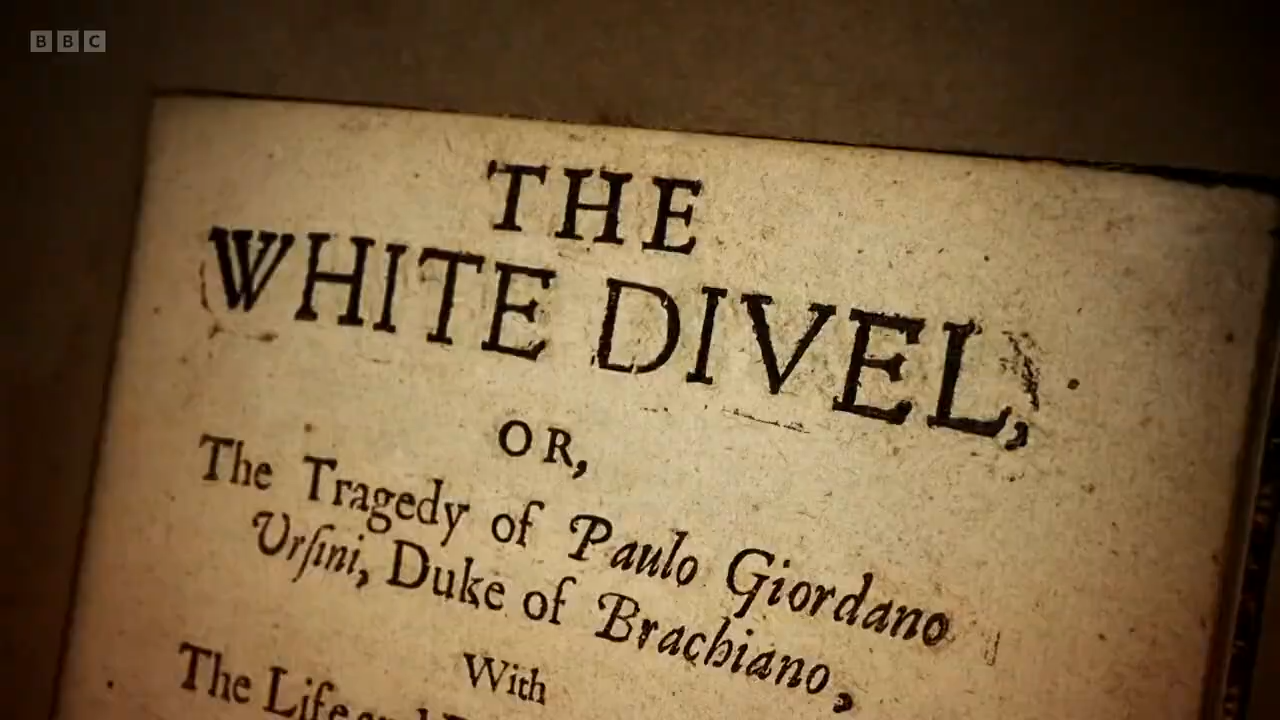 BBC
THE
WHITE DIVEL,
OR,
The Tragedy of Paulo Giordano
Urſini, Duke of Brachiano,
With
The Life and